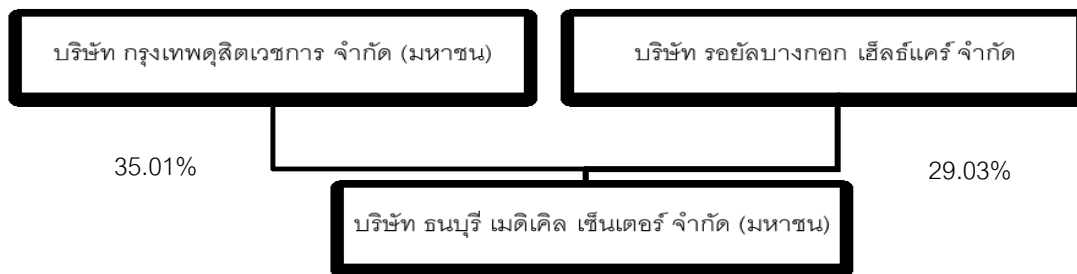 บริษัท กรุงเทพดุสิตเวชการ จำกัด (มหาชน)
บริษัท รอยัลบางกอก เฮ็ลธ์แคร์ จำกัด
35.01%
29.03%
บริษัท ธนบุรี เมดิเคิล เซ็นเตอร์ จำกัด (มหาชน)